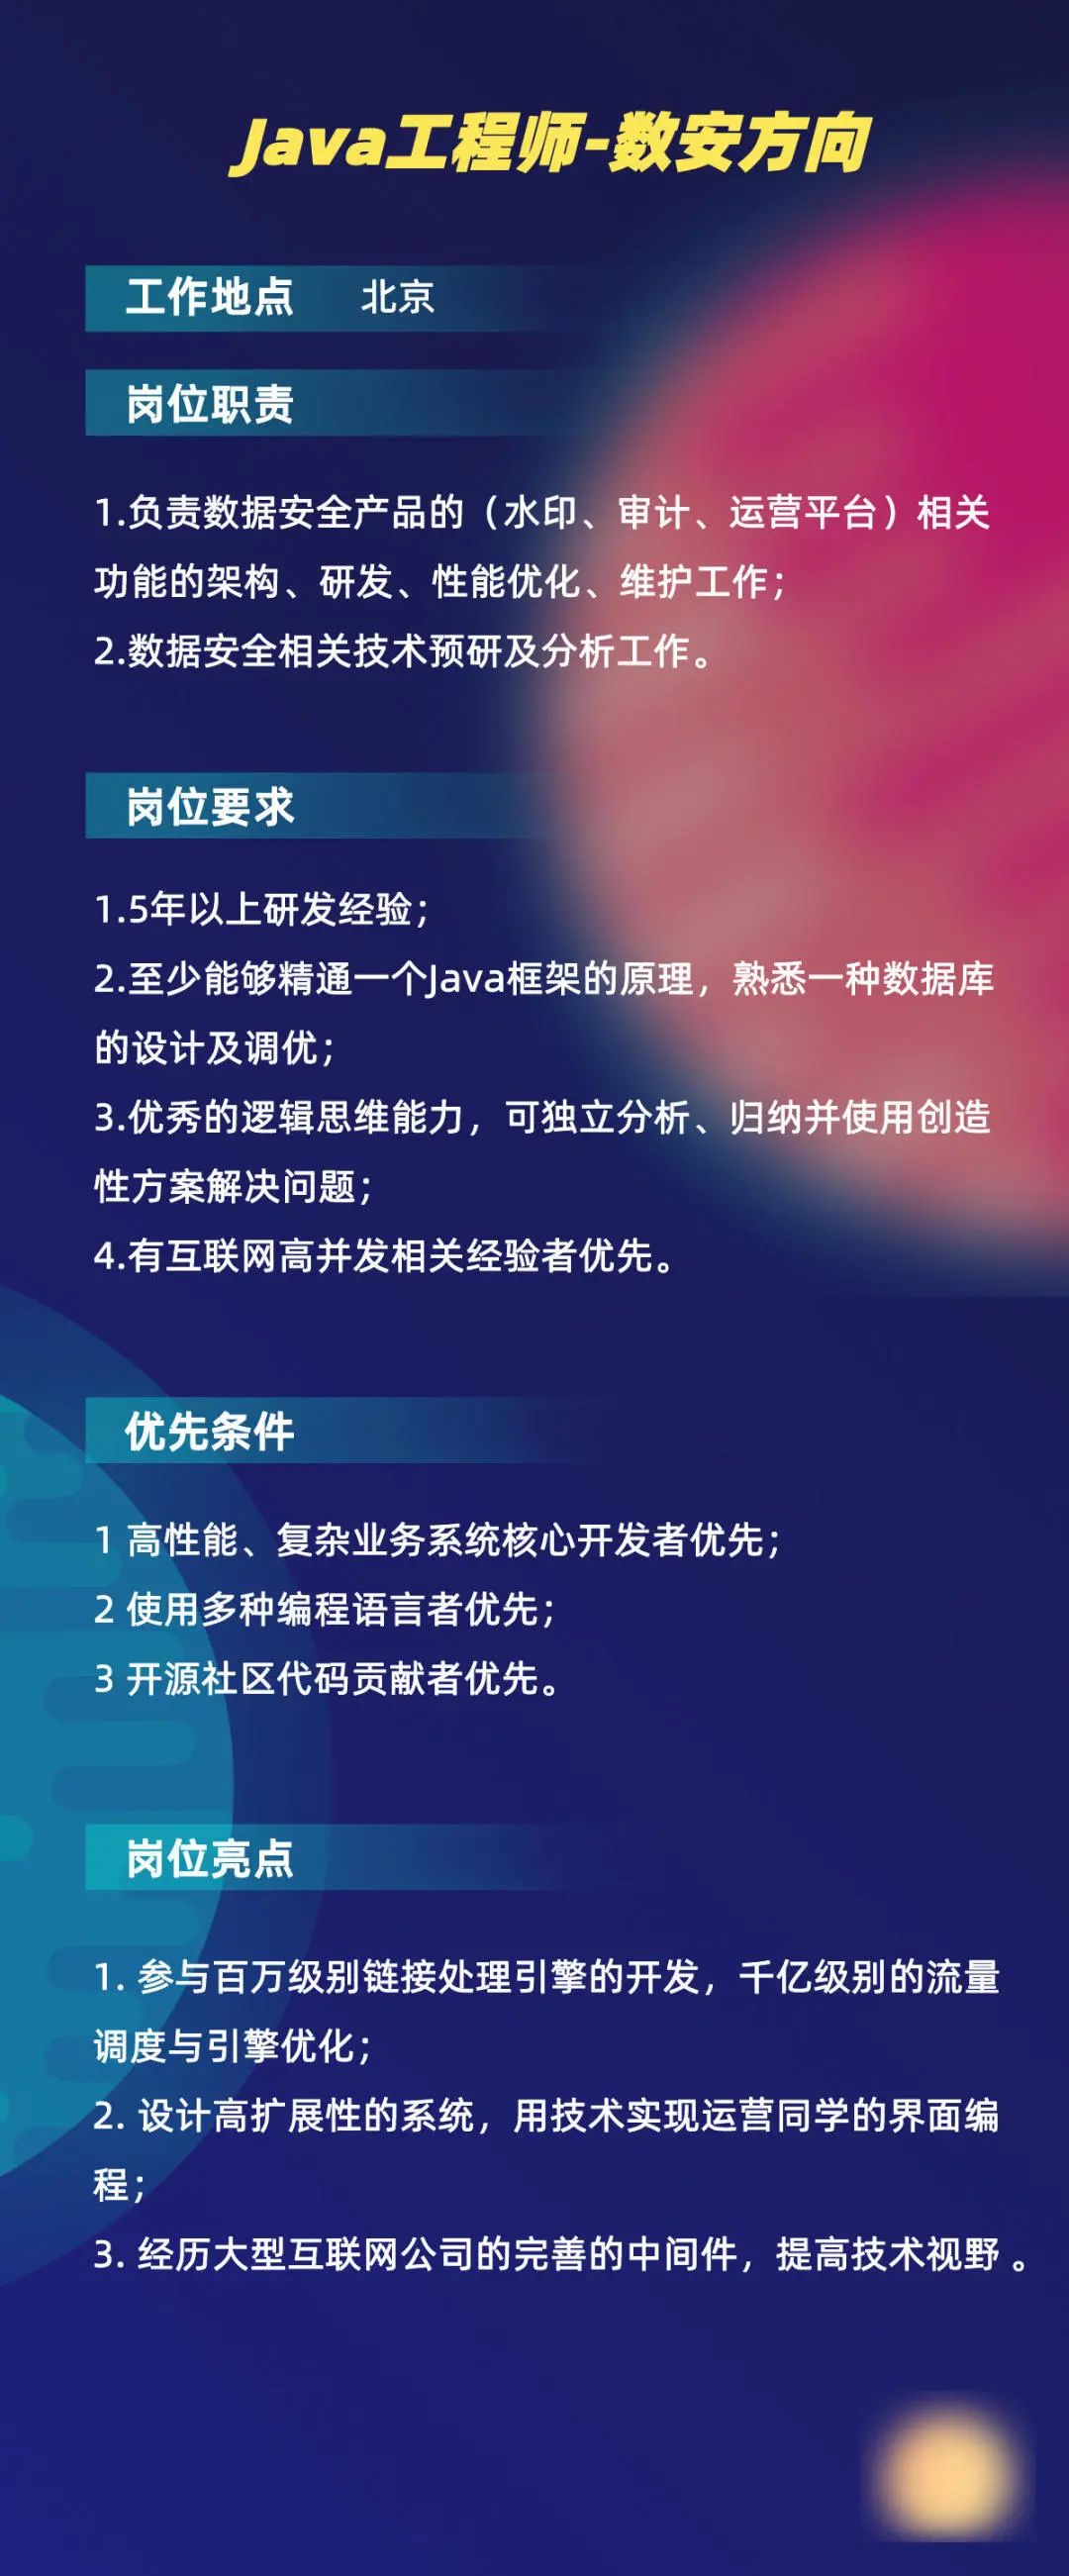 Java工程师-数安方向
工作地点 北京
岗位职责
1.负责数据安全产品的（水印、审计、运营平台）相关
功能的架构、研发、性能优化、维护工作；
2.数据安全相关技术预研及分析工作。
岗位要求
1.5年以上研发经验；
2.至少能够精通一个Java框架的原理，熟悉一种数据库
的设计及调优；
3.优秀的逻辑思维能力，可独立分析、归纳并使用创造
性方案解决问题；
4.有互联网高并发相关经验者优先。
优先条件
1 高性能、复杂业务系统核心开发者优先；
2 使用多种编程语言者优先；
3 开源社区代码贡献者优先。
岗位亮点
1. 参与百万级别链接处理引擎的开发，千亿级别的流量
调度与引擎优化；
2. 设计高扩展性的系统，用技术实现运营同学的界面编
程；
3. 经历大型互联网公司的完善的中间件，提高技术视野 。